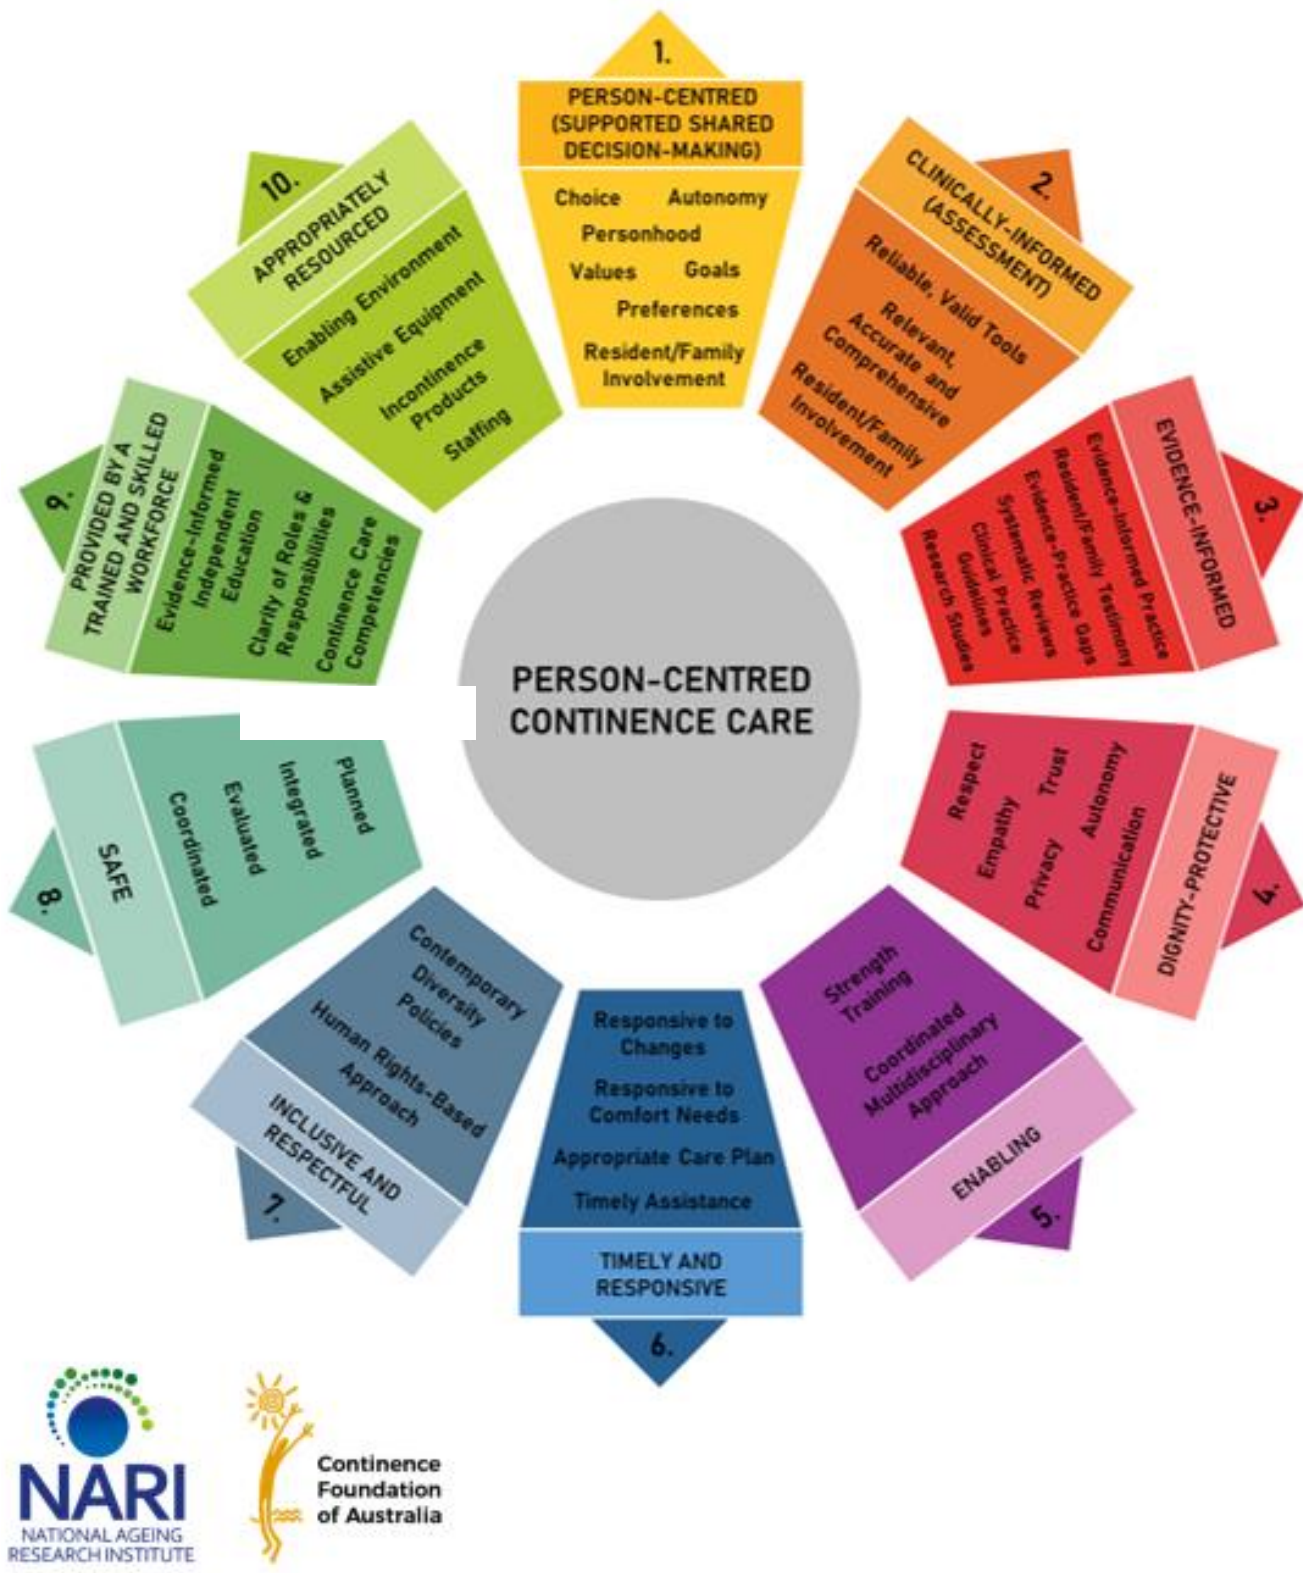 1.
PERSON-CENTRED
(SUPPORTED SHARED
DECISION-MAKING)
Choice Autonomy
Personhood
Values Goals
Preferences
Resident/Family
Involvement
2.
CLINICALLY-INFORMED
(ASSESSMENT)
Reliable, Valid Tools
Relevant,
Accurate and
Comprehensive
Resident/Family
Involvement
3.
EVIDENCE-INFORMED
Evidence-Informed Practice
Resident/Family Testimony
Evidence-Practice Gaps
Systematic Reviews
Clinical Practice
Guidelines
Research Studies
4.
DIGNITY-PROTECTIVE
Respect
Empathy
Trust
Privacy
Autonomy
Communication
5.
ENABLING
Strength
Training
Coordinated
Multidisciplinary
Approach
6.
TIMELY AND
RESPONSIVE
Responsive to
Changes
Responsive to
Comfort Needs
Appropriate Care Plan
Timely Assistance
7.
INCLUSIVE AND
RESPECTFUL
Contemporary
Diversity
Policies
Human Rights-Based
Approach
8.
SAFE
Planned
Integrated
Evaluated
Coordinated
9.
PROVIDED BY A
TRAINED AND SKILLED
WORKFORCE
Evidence-Informed
Independent
Education
Clarity of Roles &
Responsibilities
Continence Care
Competencies
10.
APPROPRIATELY
RESOURCED
Enabling Environment
Assistive Equipment
Incontinence
Products
Staffing
PERSON-CENTRED
CONTINENCE CARE
NARI
NATIONAL AGEING
RESEARCH INSTITUTE
Continence
Foundation
of Australia